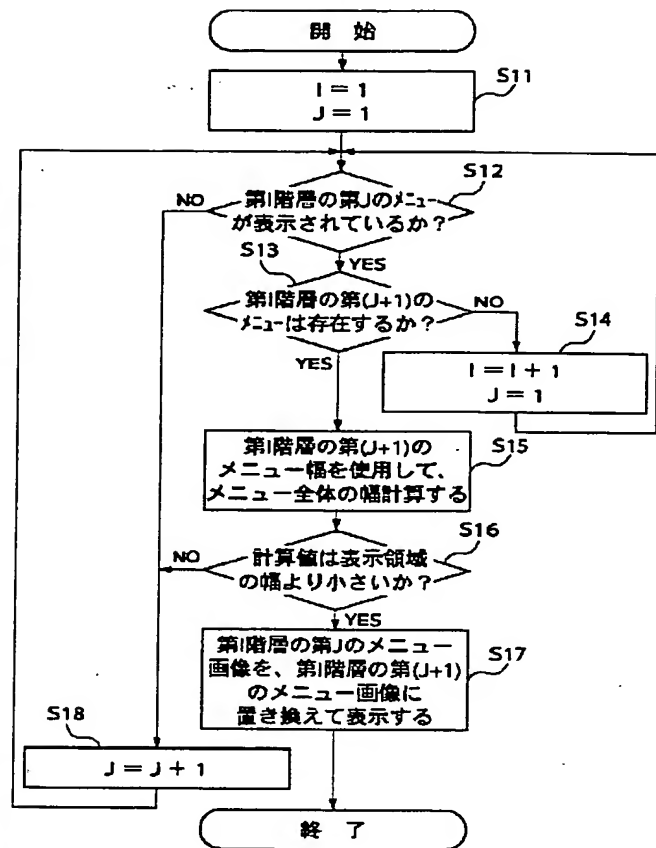 開始
S11
I = 1
J = 1
S12
第I階層の第Jのメニュー
が表示されているか?
NO
YES
S13
第I階層の第(J+1)の
メニューは存在するか?
NO
YES
S14
I = I + 1
J = 1
S15
第I階層の第(J+1)の
メニュー幅を使用して、
メニュー全体の幅計算する
S16
計算値は表示領域
の幅より小さいか?
NO
YES
S17
第I階層の第Jのメニュー
画像を、第I階層の第(J+1)
のメニュー画像に
置き換えて表示する
S18
J = J + 1
終了